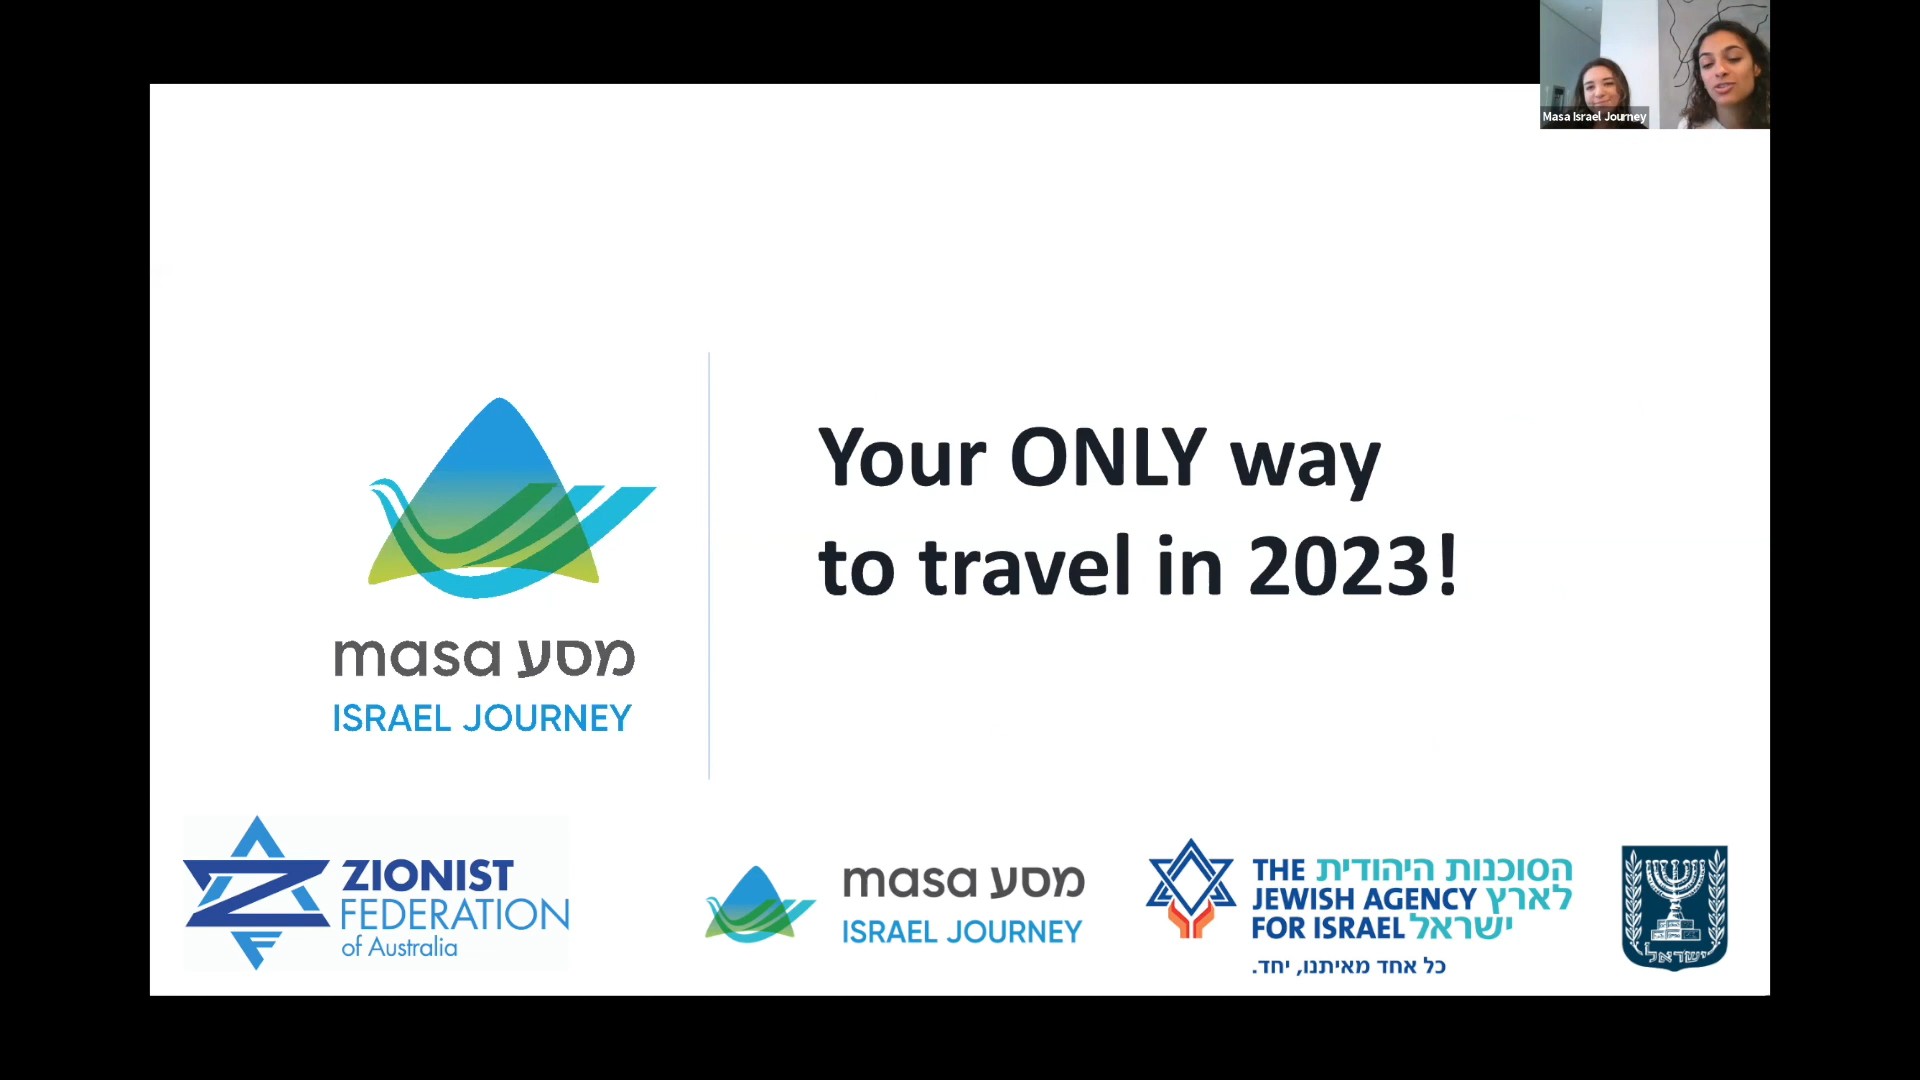 Masa Israel Journey
Your ONLY way
to travel in 2023!
masa מסע
ISRAEL JOURNEY
ZIONIST
FEDERATION
of Australia
masa מסע
ISRAEL JOURNEY
THE הסוכנות היהודית
JEWISH AGENCY לארץ
FOR ISRAEL ישראל
כל אחד מאיתנו, יחד.
ישראל